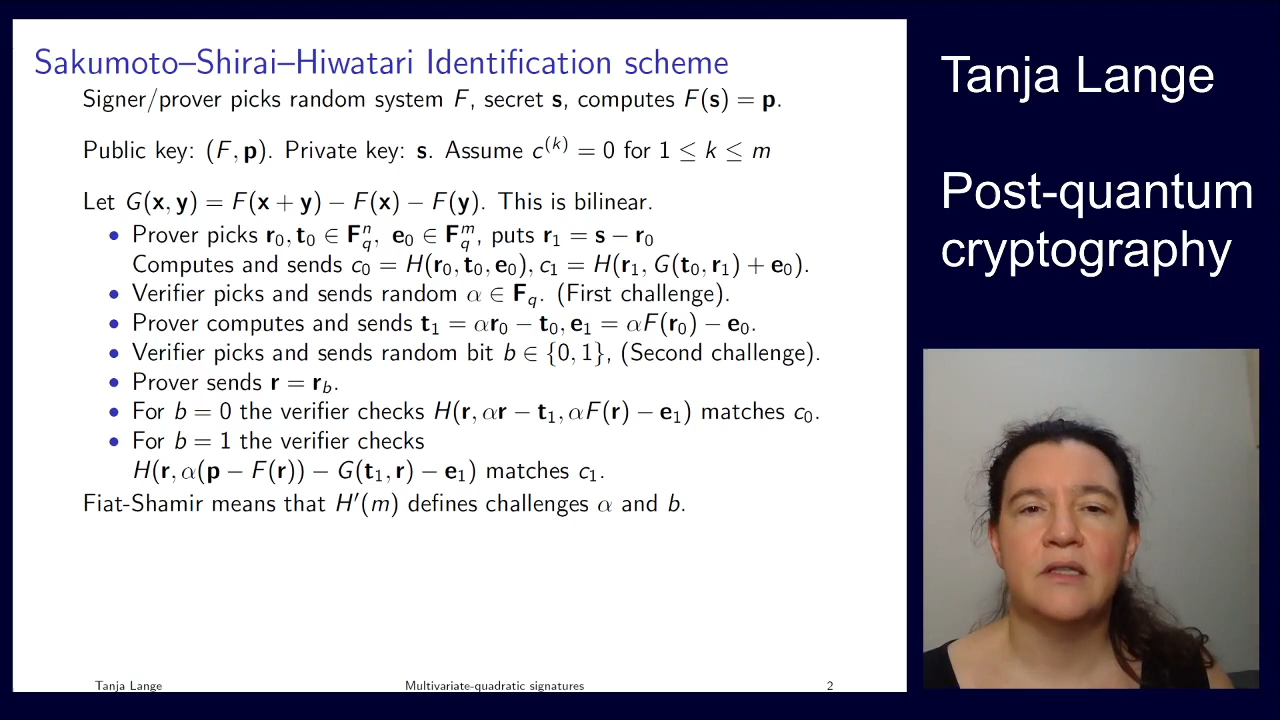 Sakumoto–Shirai–Hiwatari Identification scheme
Signer/prover picks random system F, secret s, computes F(s) = p.
Public key: (F, p). Private key: s. Assume c^(k) = 0 for 1 ≤ k ≤ m
Let G(x, y) = F(x + y) − F(x) − F(y). This is bilinear.
• Prover picks r₀, t₀ ∈ F_q^n, e₀ ∈ F_q^m, puts r₁ = s − r₀
Computes and sends c₀ = H(r₀, t₀, e₀), c₁ = H(r₁, G(t₀, r₁) + e₀).
• Verifier picks and sends random α ∈ F_q. (First challenge).
• Prover computes and sends t₁ = αr₀ − t₀, e₁ = αF(r₀) − e₀.
• Verifier picks and sends random bit b ∈ {0, 1}, (Second challenge).
• Prover sends r = r_b.
• For b = 0 the verifier checks H(r, αr − t₁, αF(r) − e₁) matches c₀.
• For b = 1 the verifier checks
H(r, α(p − F(r)) − G(t₁, r) − e₁) matches c₁.
Fiat-Shamir means that H′(m) defines challenges α and b.
Tanja Lange
Multivariate-quadratic signatures
2
Tanja Lange
Post-quantum
cryptography